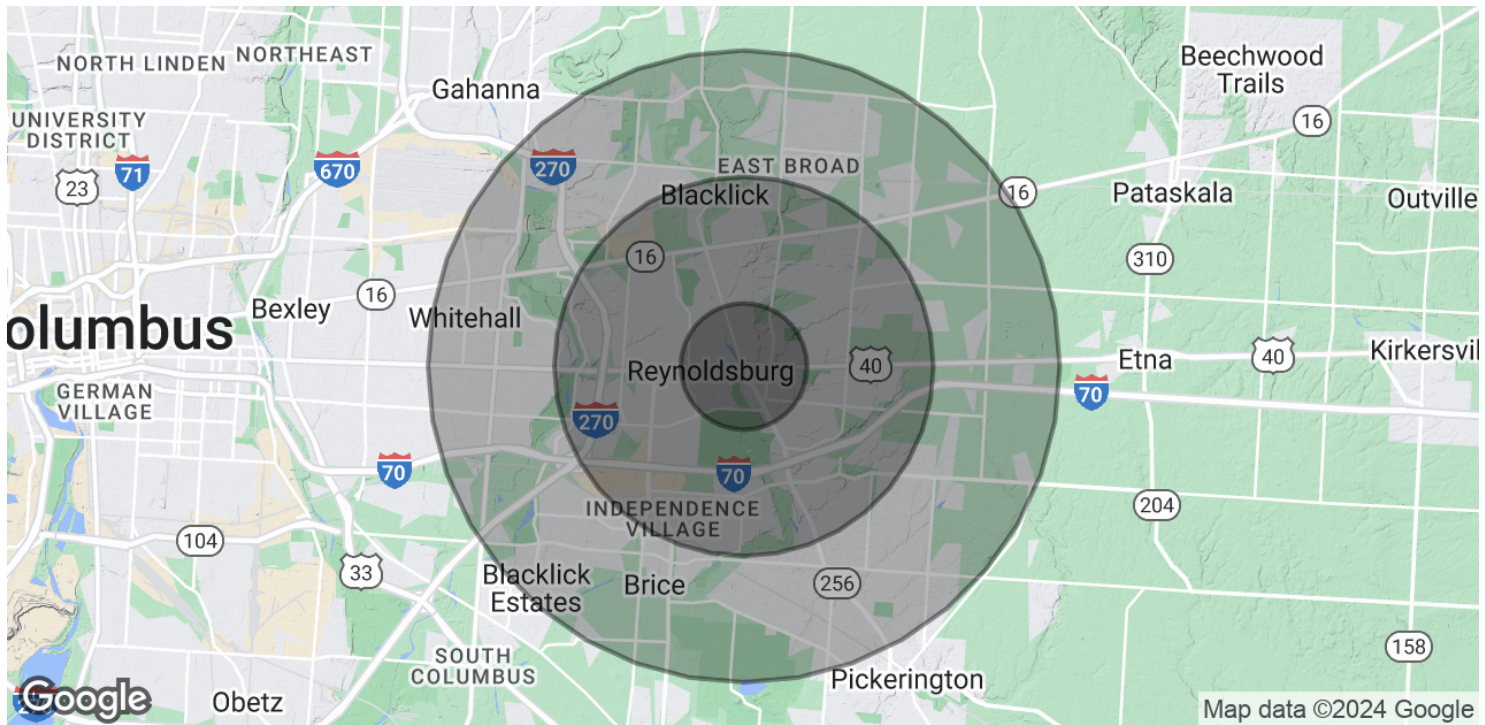 NORTH LINDEN
NORTHEAST
Beechwood
Trails
Gahanna
16
UNIVERSITY
DISTRICT
71
670
270
EAST BROAD
23
Blacklick
16
Pataskala
Outville
16
310
16
Bexley
Whitehall
olumbus
Reynoldsburg
40
Etna
40
Kirkersvil
GERMAN
VILLAGE
70
270
70
70
INDEPENDENCE
VILLAGE
204
104
33
Blacklick
Estates
Brice
256
158
SOUTH
COLUMBUS
Pickerington
Obetz
Google
Map data ©2024 Google